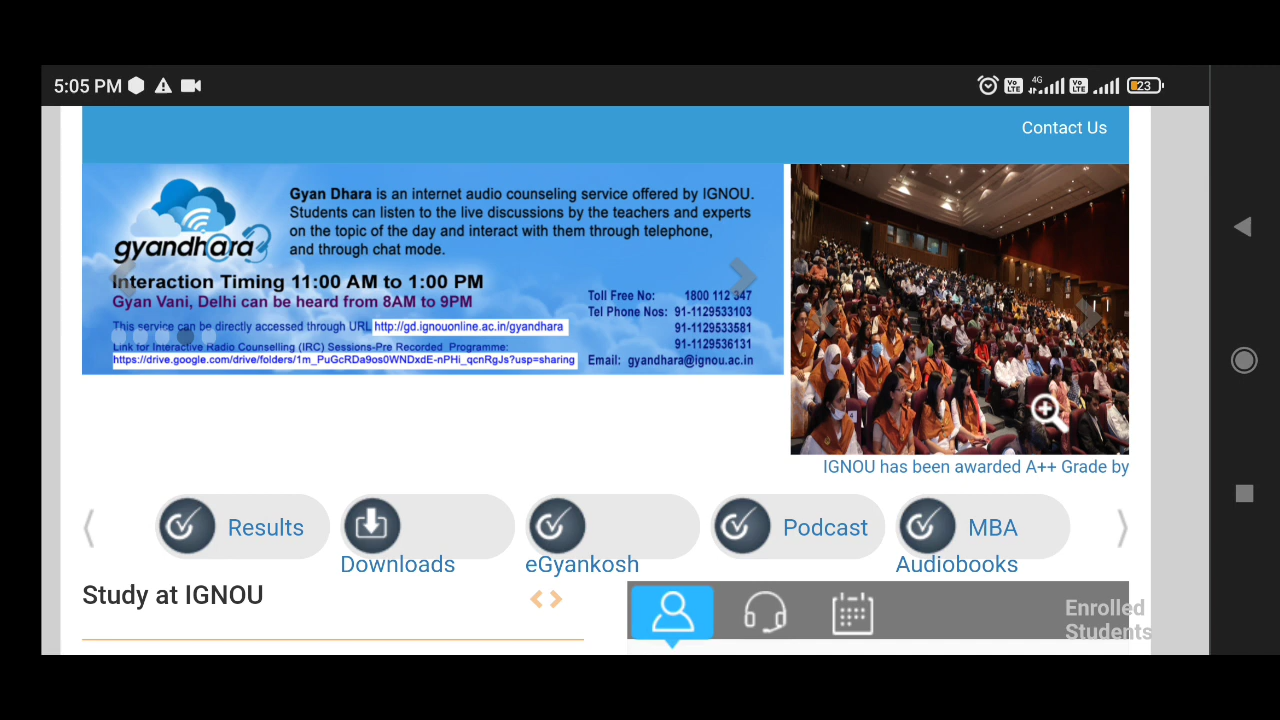 5:05 PM
4G
Vo LTE
Vo LTE
23
Contact Us
gyandhara
Gyan Dhara is an internet audio counseling service offered by IGNOU.
Students can listen to the live discussions by the teachers and experts
on the topic of the day and interact with them through telephone,
and through chat mode.
Interaction Timing 11:00 AM to 1:00 PM
Gyan Vani, Delhi can be heard from 8AM to 9PM
This service can be directly accessed through URL http://gd.ignouonline.ac.in/gyandhara
Link for Interactive Radio Counselling (IRC) Sessions-Pre Recorded Programme:
https://drive.google.com/drive/folders/1m_PuGcRDa9os0WNDxdE-nPHi_qcnRgJs?usp=sharing
Toll Free No: 1800 112 347
Tel Phone Nos: 91-1129533103
91-1129533581
91-1129536131
Email: gyandhara@ignou.ac.in
IGNOU has been awarded A++ Grade by
Results
Downloads
eGyankosh
Podcast
MBA
Audiobooks
Study at IGNOU
Enrolled
Students